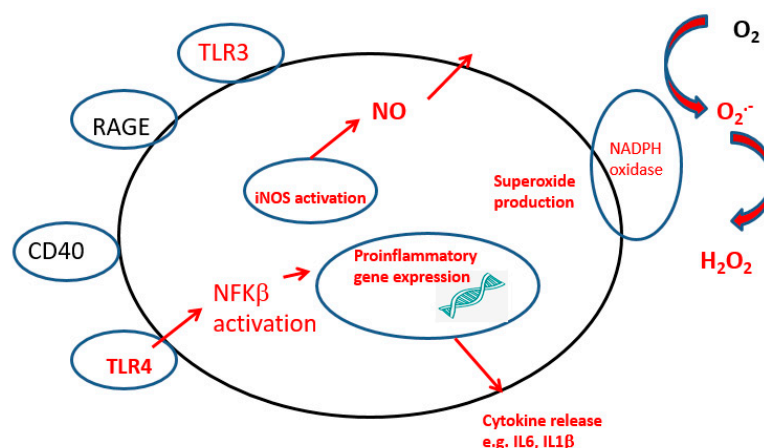 TLR3
O₂
RAGE
NO
O₂·-
NADPH
oxidase
iNOS activation
Superoxide
production
CD40
Proinflammatory
gene expression
H₂O₂
NFKβ
activation
TLR4
Cytokine release
e.g. IL6, IL1β